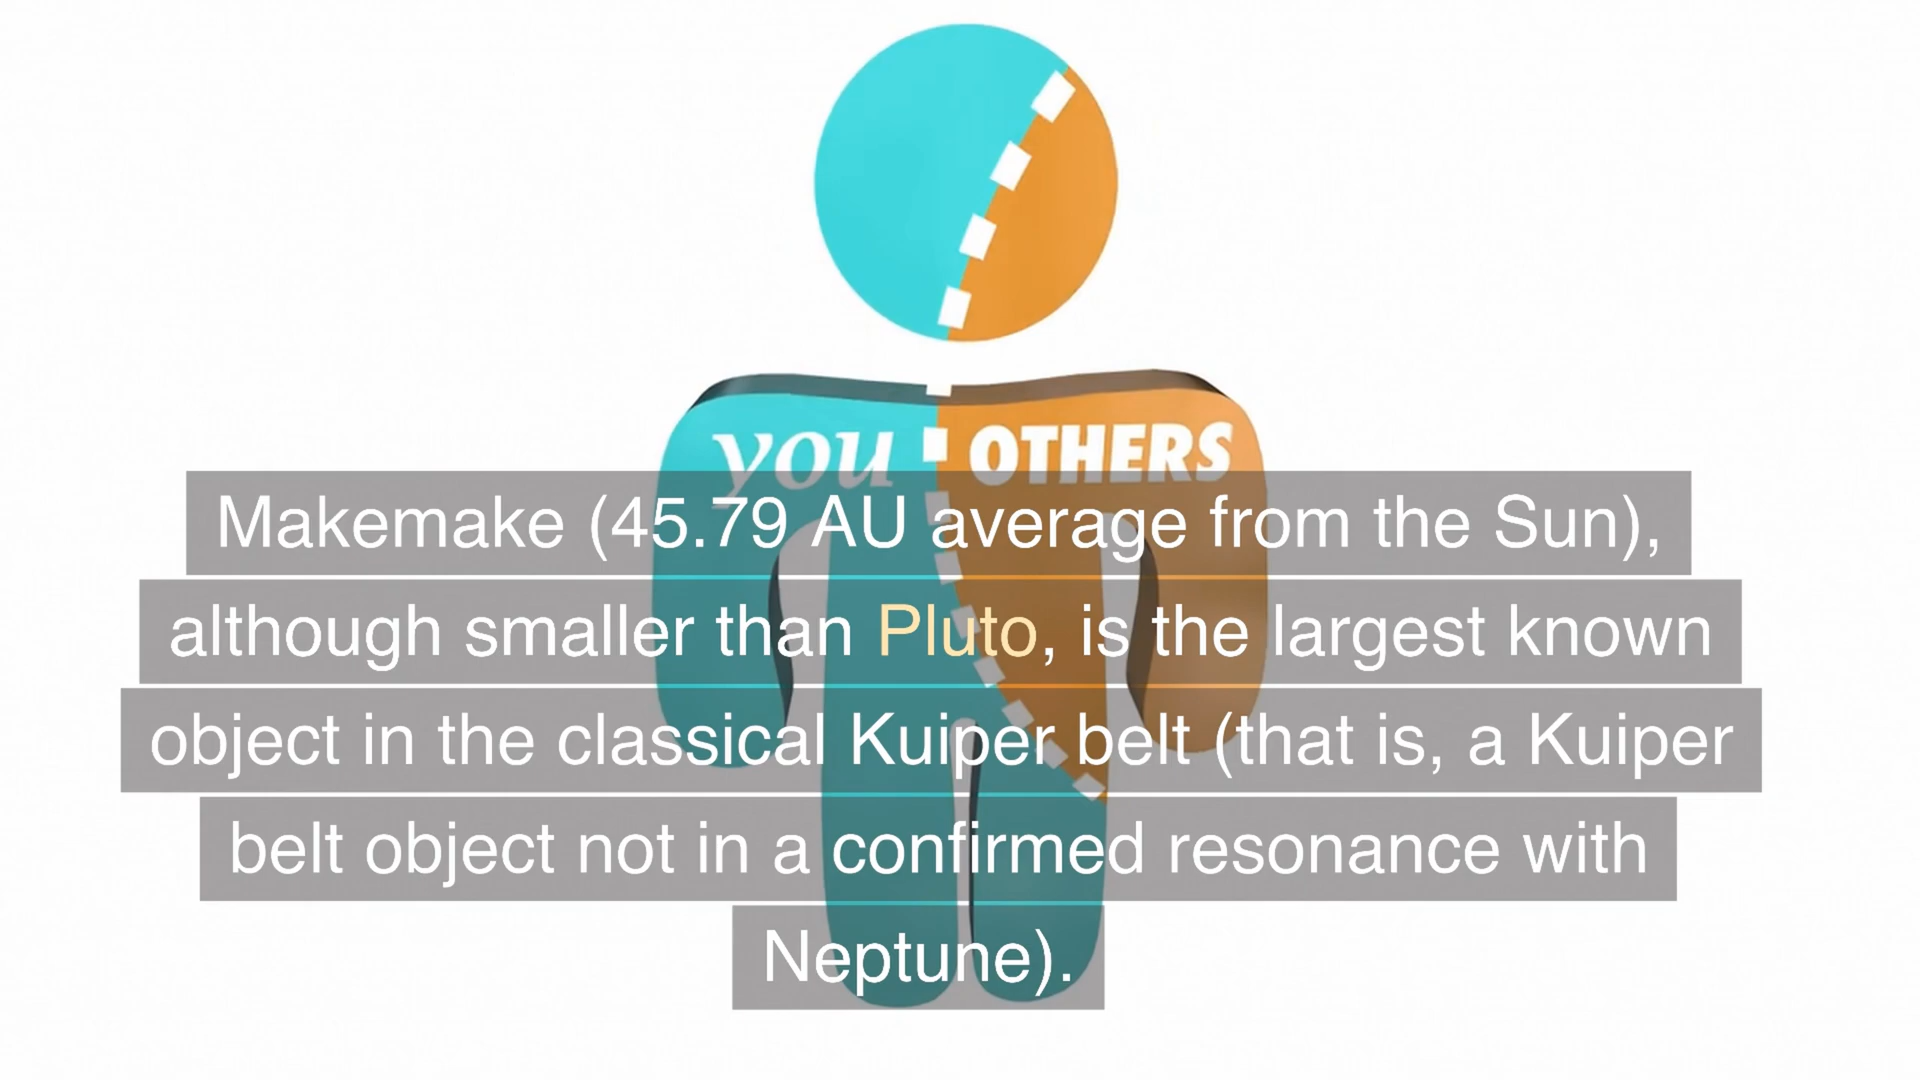 you OTHERS
Makemake (45.79 AU average from the Sun),
although smaller than Pluto, is the largest known
object in the classical Kuiper belt (that is, a Kuiper
belt object not in a confirmed resonance with
Neptune).